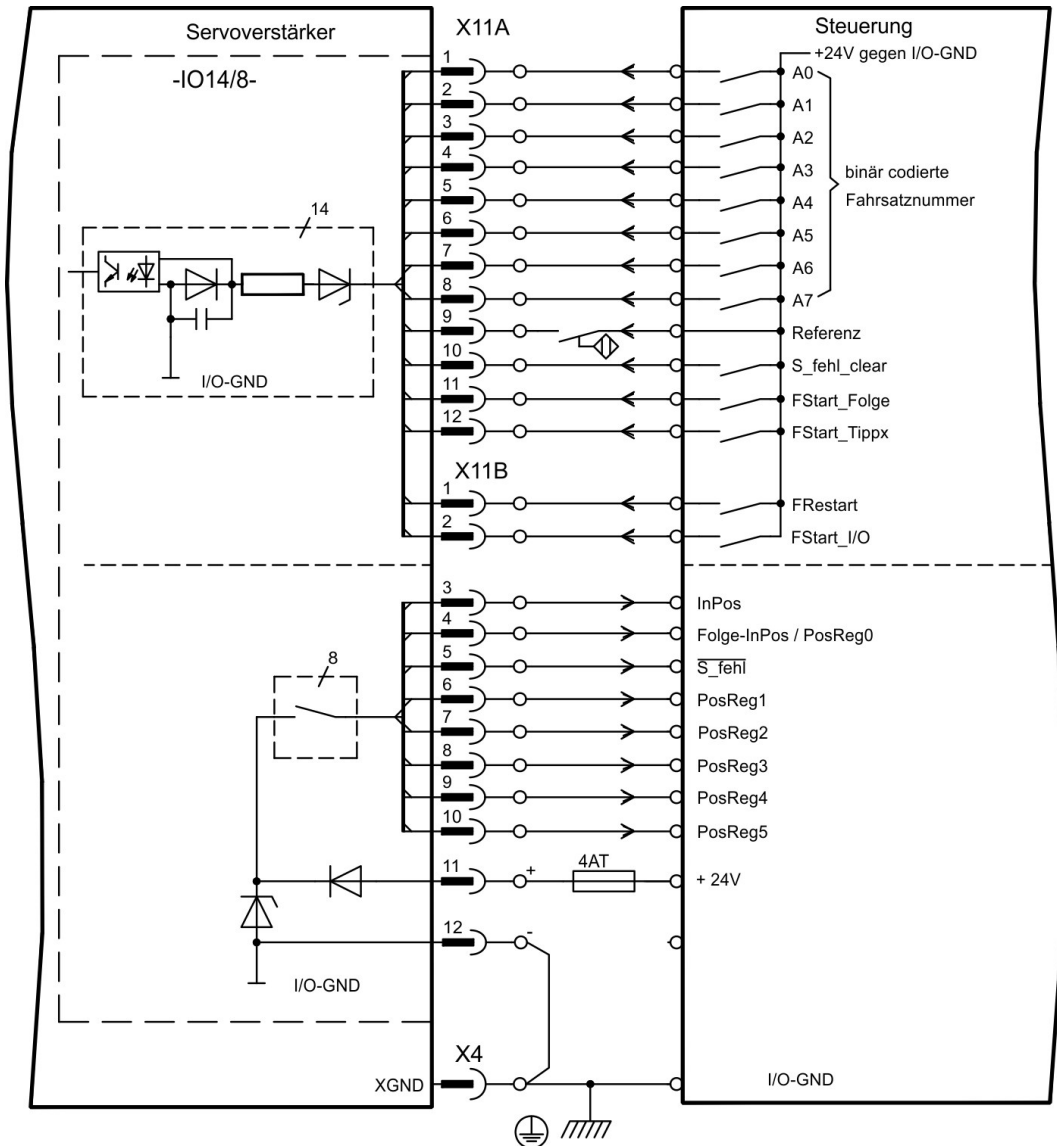 Servoverstärker
X11A
Steuerung
-IO14/8-
+24V gegen I/O-GND
1
A0
2
A1
3
A2
4
A3
binär codierte
Fahrsatznummer
5
A4
6
A5
14
7
A6
8
A7
9
Referenz
10
S_fehl_clear
I/O-GND
11
FStart_Folge
12
FStart_Tippx
X11B
1
FRestart
2
FStart_I/O
3
InPos
4
Folge-InPos / PosReg0
5
S_fehl
8
6
PosReg1
7
PosReg2
8
PosReg3
9
PosReg4
10
PosReg5
11
+
4AT
+ 24V
12
-
-
I/O-GND
X4
XGND
I/O-GND